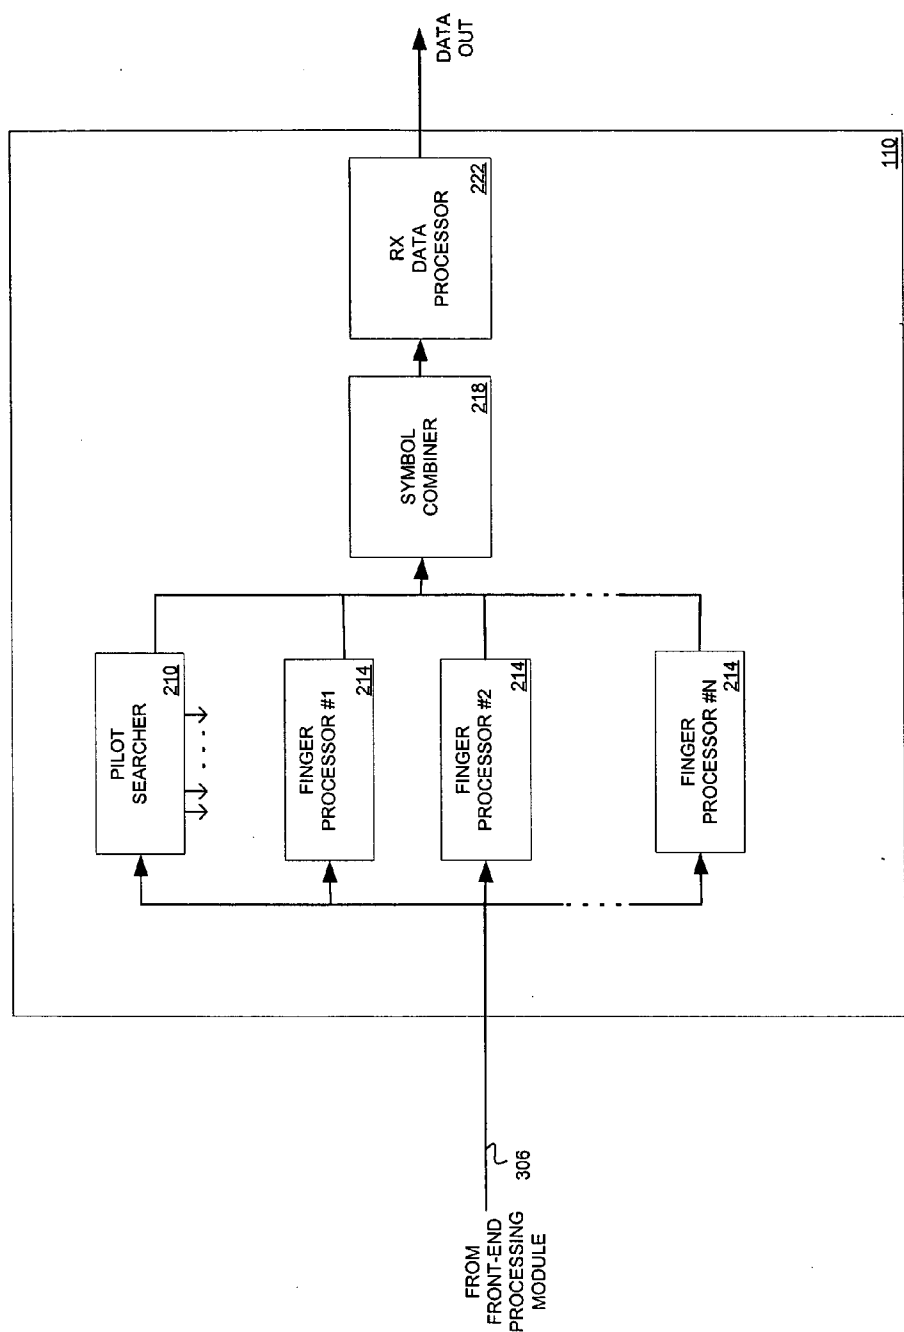 FROM
FRONT-END
PROCESSING
MODULE
306
PILOT
SEARCHER
210
FINGER
PROCESSOR #1
214
FINGER
PROCESSOR #2
214
FINGER
PROCESSOR #N
214
SYMBOL
COMBINER
218
RX
DATA
PROCESSOR
222
DATA
OUT
110